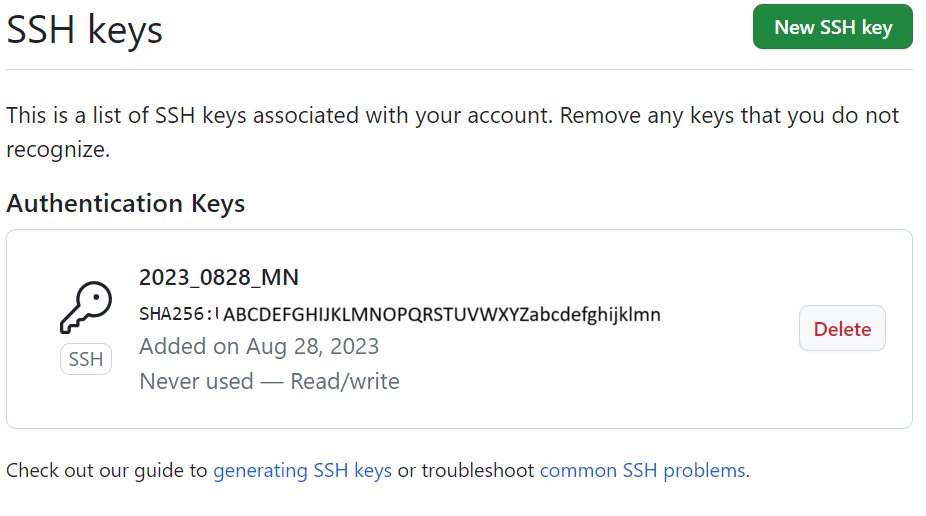 SSH keys
New SSH key
This is a list of SSH keys associated with your account. Remove any keys that you do not
recognize.
Authentication Keys
2023_0828_MN
SHA256:ABCDEFGHIJKLMNOPQRSTUVWXYZabcdefghijklmn
Added on Aug 28, 2023
Never used — Read/write
SSH
Delete
Check out our guide to generating SSH keys or troubleshoot common SSH problems.